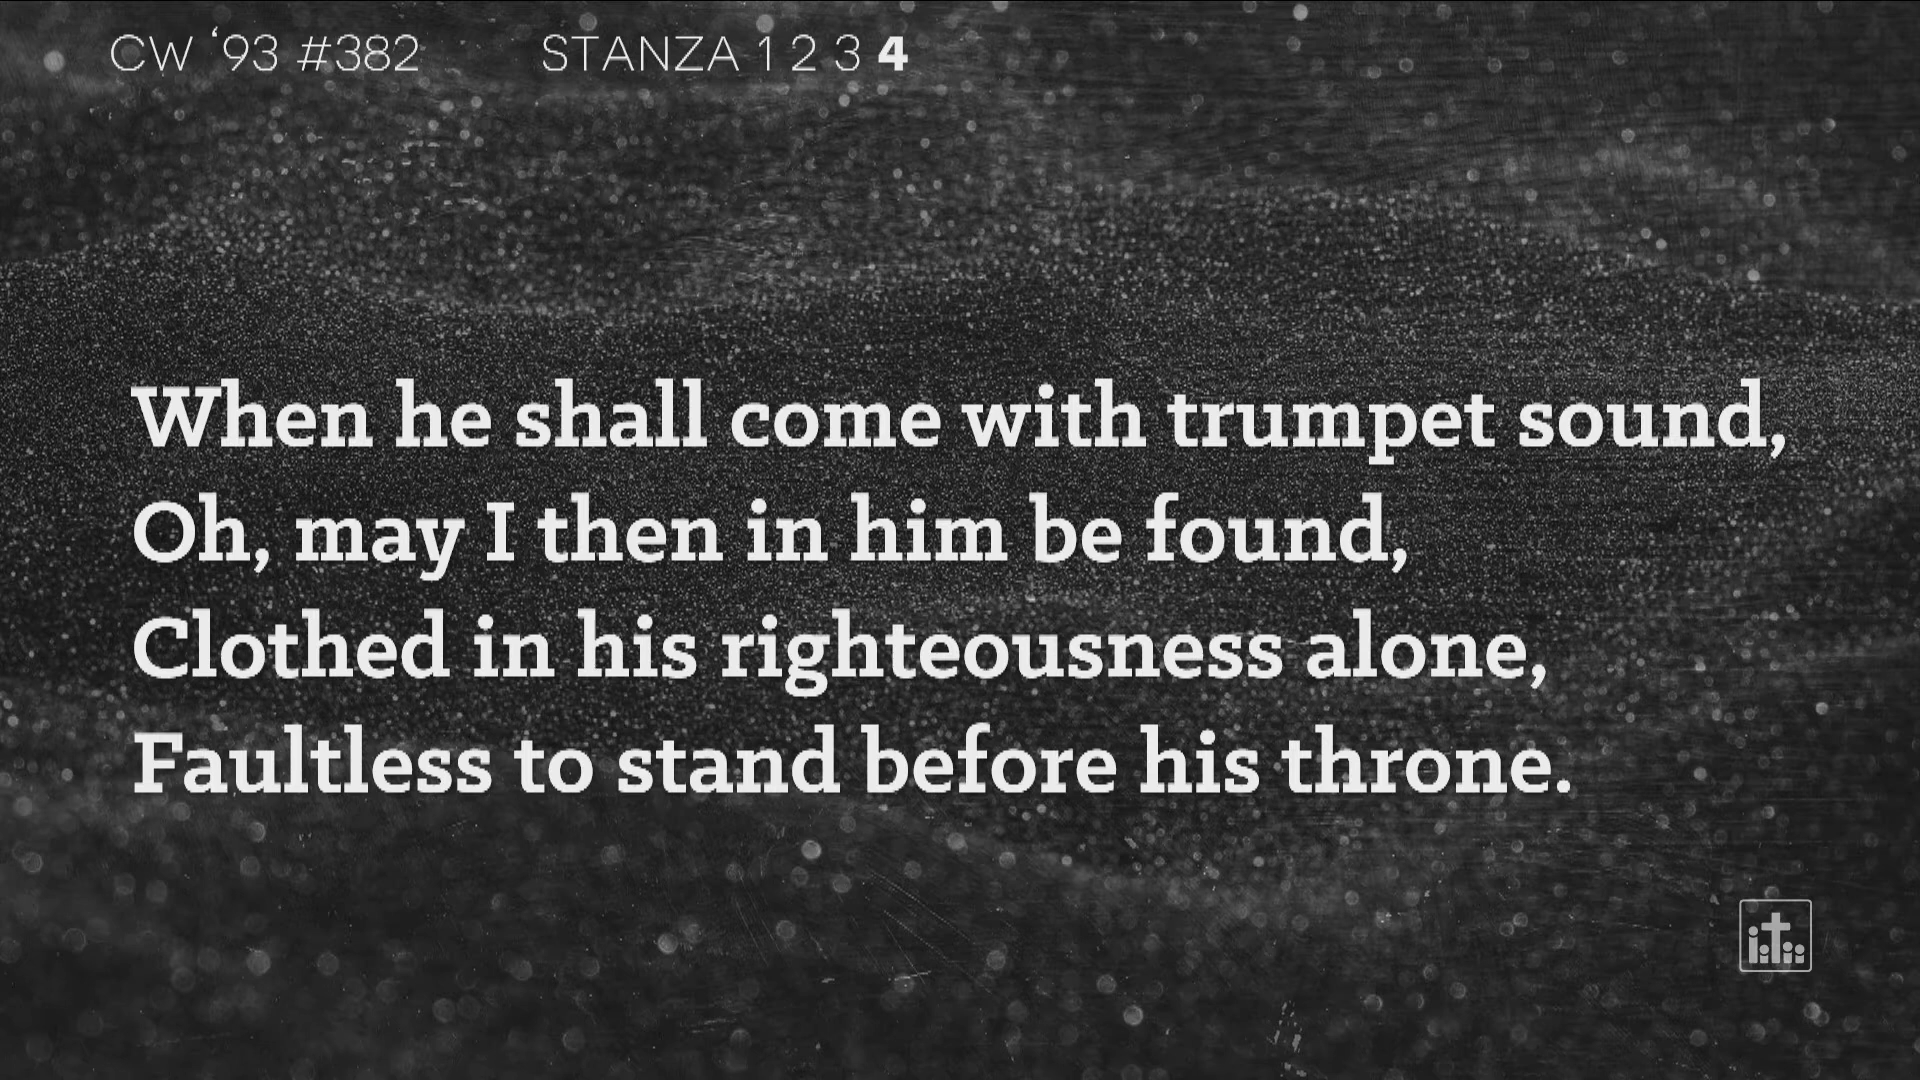 CW ‘93 #382 STANZA 1 2 3 4
When he shall come with trumpet sound,
Oh, may I then in him be found,
Clothed in his righteousness alone,
Faultless to stand before his throne.